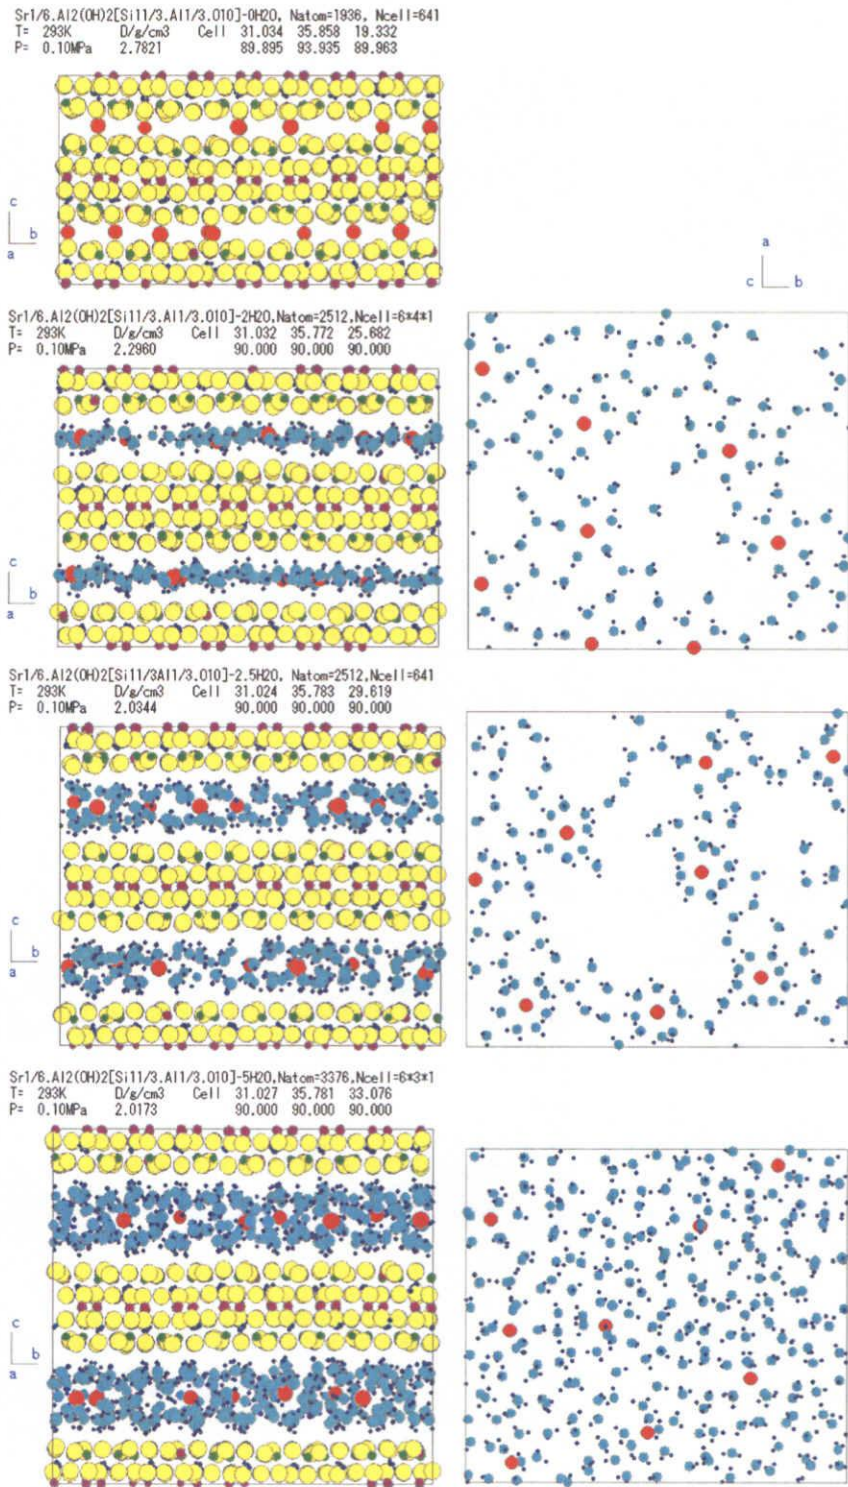 Sr1/6.Al2(OH)2[Si11/3.Al1/3.O10]-0H2O, Natom=1936, Ncell=641
T= 293K D/g/cm3 Cell 31.034 35.858 19.332
P= 0.10MPa 2.7821 89.895 93.935 89.963
c
b
a
a
c b
Sr1/6.Al2(OH)2[Si11/3.Al1/3.O10]-2H2O,Natom=2512,Ncell=6*4*1
T= 293K D/g/cm3 Cell 31.032 35.772 25.682
P= 0.10MPa 2.2960 90.000 90.000 90.000
c
b
a
Sr1/6.Al2(OH)2[Si11/3Al1/3.O10]-2.5H2O, Natom=2512,Ncell=641
T= 293K D/g/cm3 Cell 31.024 35.783 29.619
P= 0.10MPa 2.0344 90.000 90.000 90.000
c
b
a
Sr1/6.Al2(OH)2[Si11/3.Al1/3.O10]-5H2O,Natom=3376,Ncell=6*3*1
T= 293K D/g/cm3 Cell 31.027 35.781 33.076
P= 0.10MPa 2.0173 90.000 90.000 90.000
c
b
a